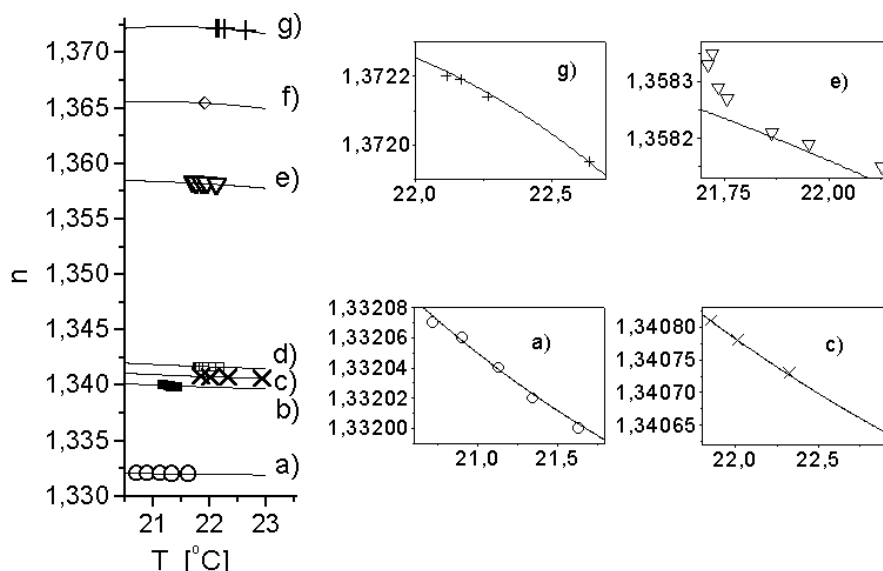 1,370
1,365
1,360
1,355
1,350
1,345
1,340
1,335
1,330
n
21 22 23
T [°C]
g)
f)
e)
d)
c)
b)
a)
1,3722
1,3720
g)
22,0 22,5
1,3583
1,3582
e)
21,75 22,00
1,33208
1,33206
1,33204
1,33202
1,33200
a)
21,0 21,5
1,34080
1,34075
1,34070
1,34065
c)
22,0 22,5